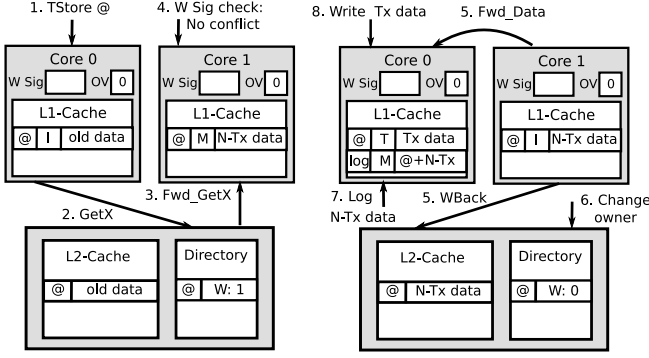 1. TStore @
4. W Sig check:
No conflict
Core 0
W Sig
OV
0
L1-Cache
@ I old data
Core 1
W Sig
OV
0
L1-Cache
@ M N-Tx data
2. GetX
3. Fwd_GetX
L2-Cache
@ old data
Directory
@ W: 1
8. Write Tx data
5. Fwd_Data
Core 0
W Sig
OV
0
L1-Cache
@ T Tx data
log M @+N-Tx
Core 1
W Sig
OV
0
L1-Cache
@ I N-Tx data
7. Log
N-Tx data
5. WBack
6. Change
owner
L2-Cache
@ N-Tx data
Directory
@ W: 0